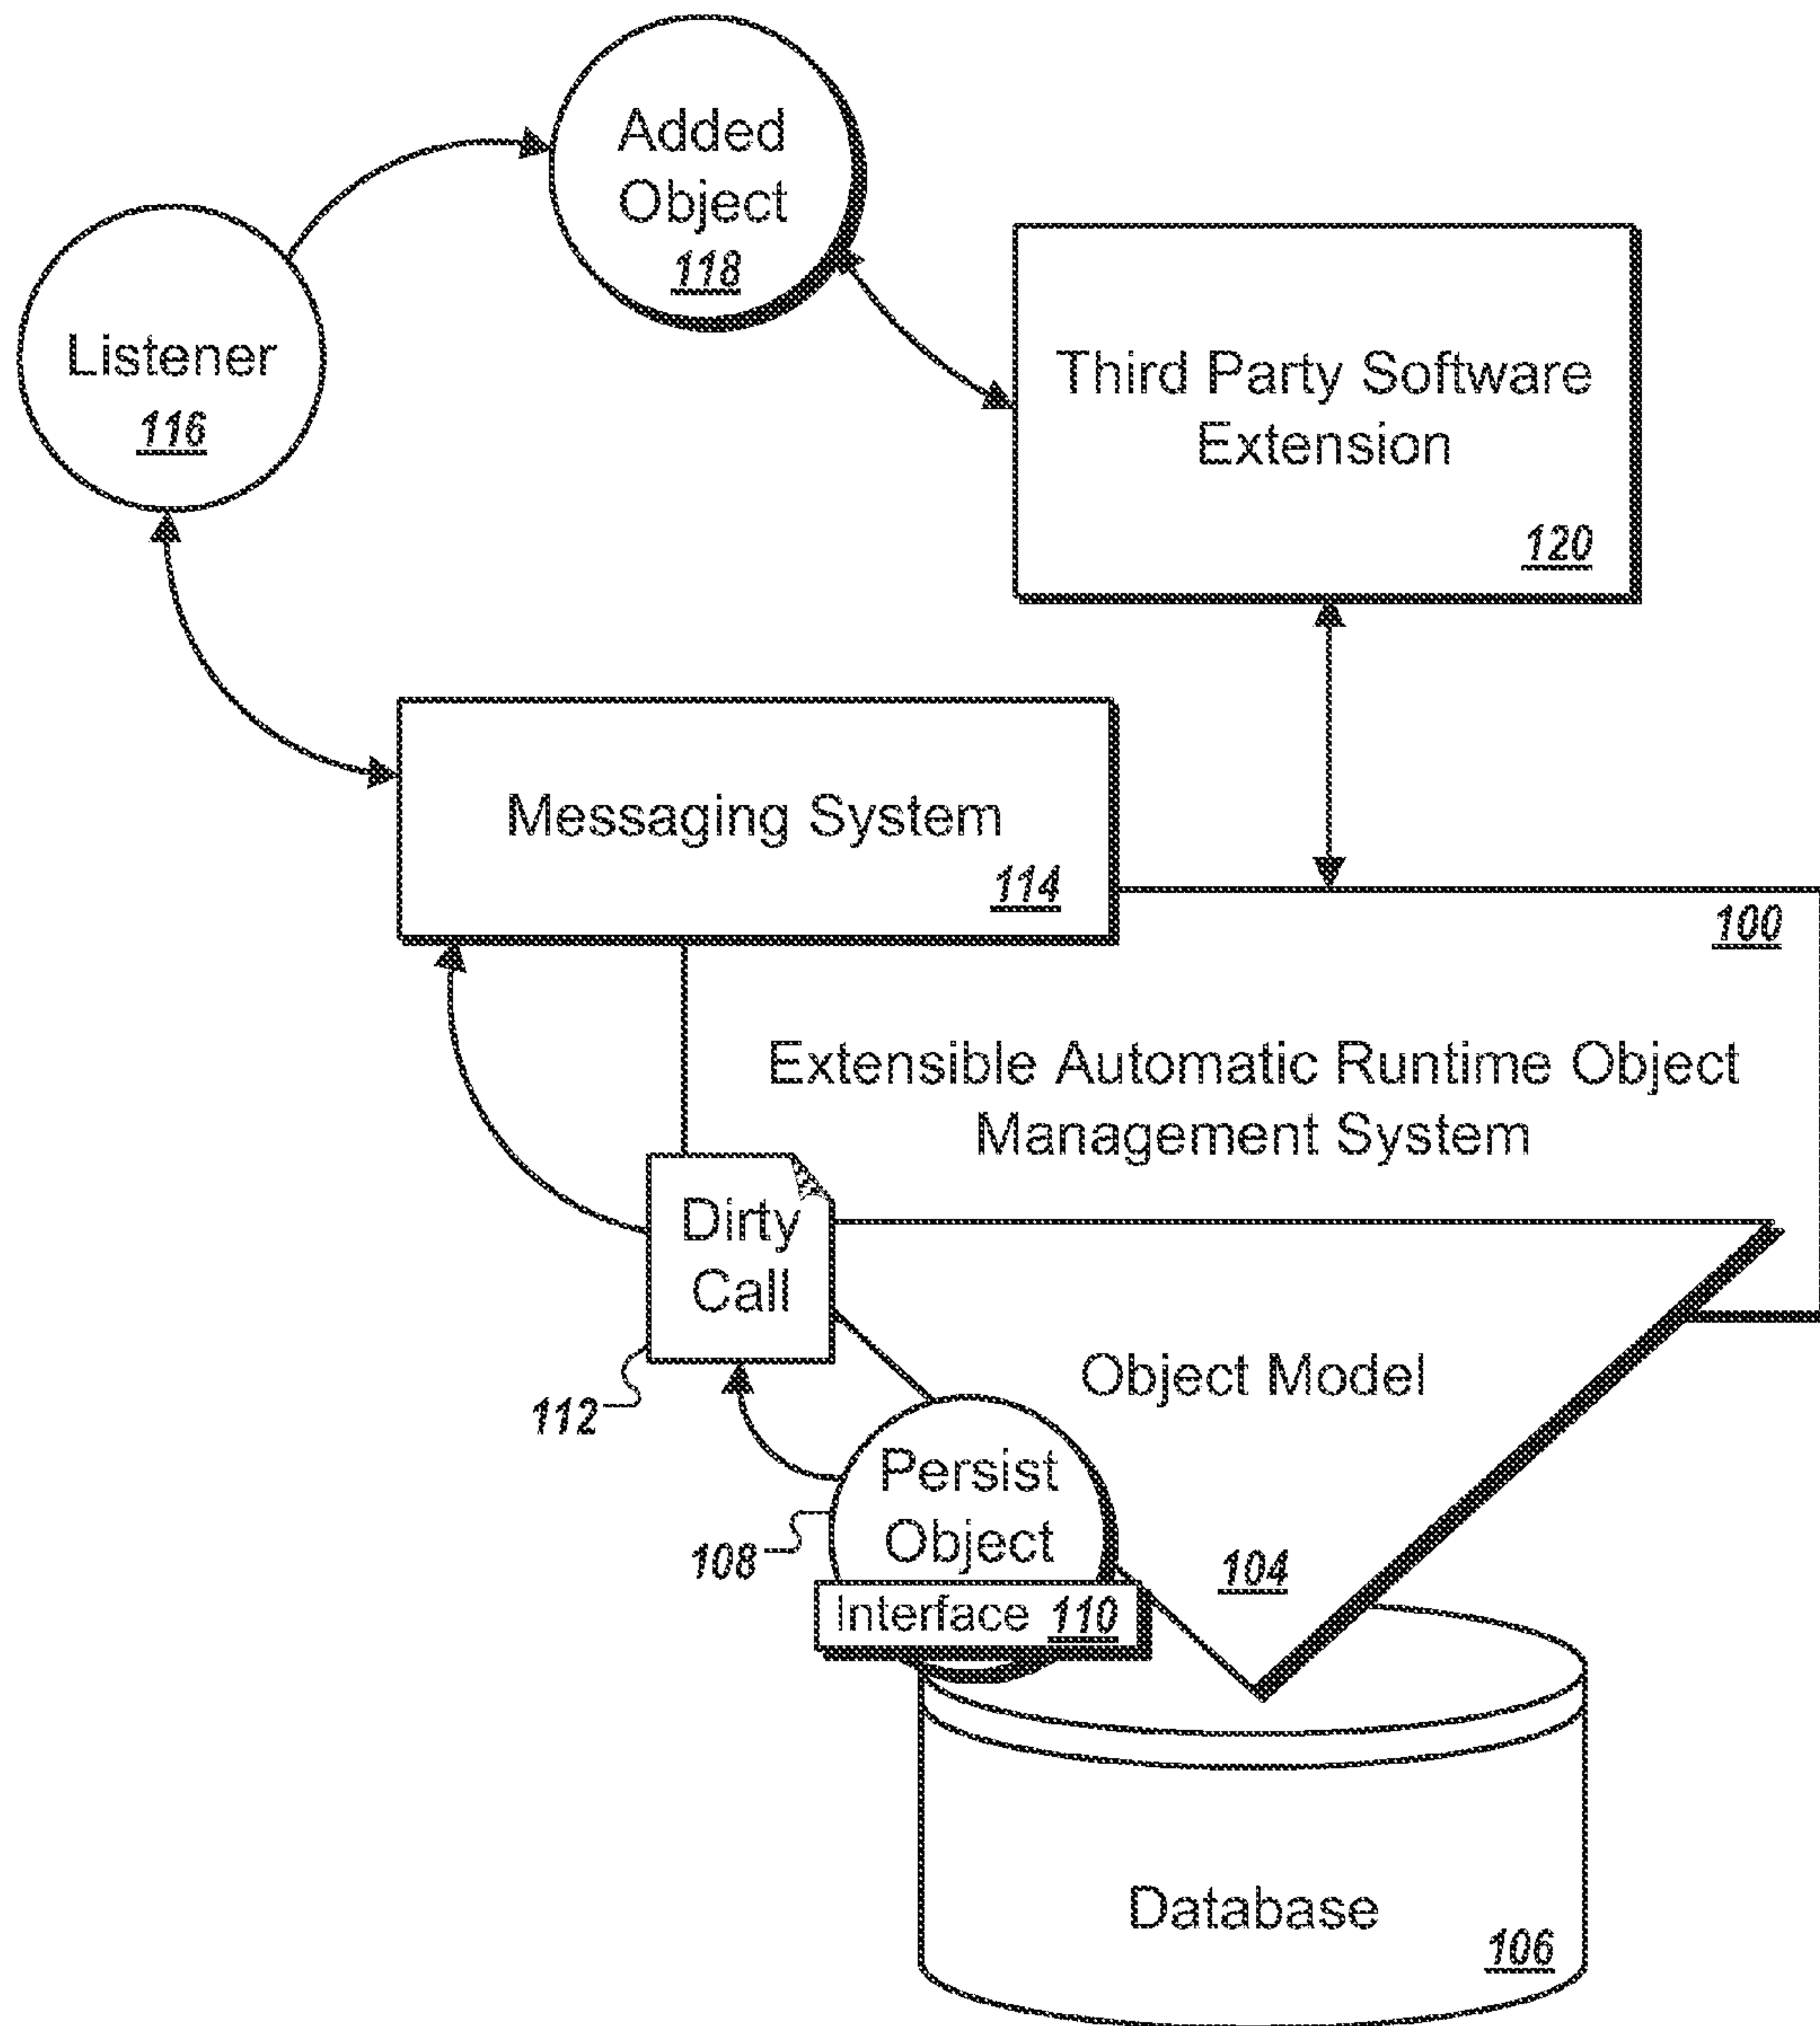 Added
Object
118
Listener
116
Third Party Software
Extension
120
Messaging System
114
100
Extensible Automatic Runtime Object
Management System
Dirty
Call
112
Object Model
Persist
Object
108
104
Interface 110
Database
106